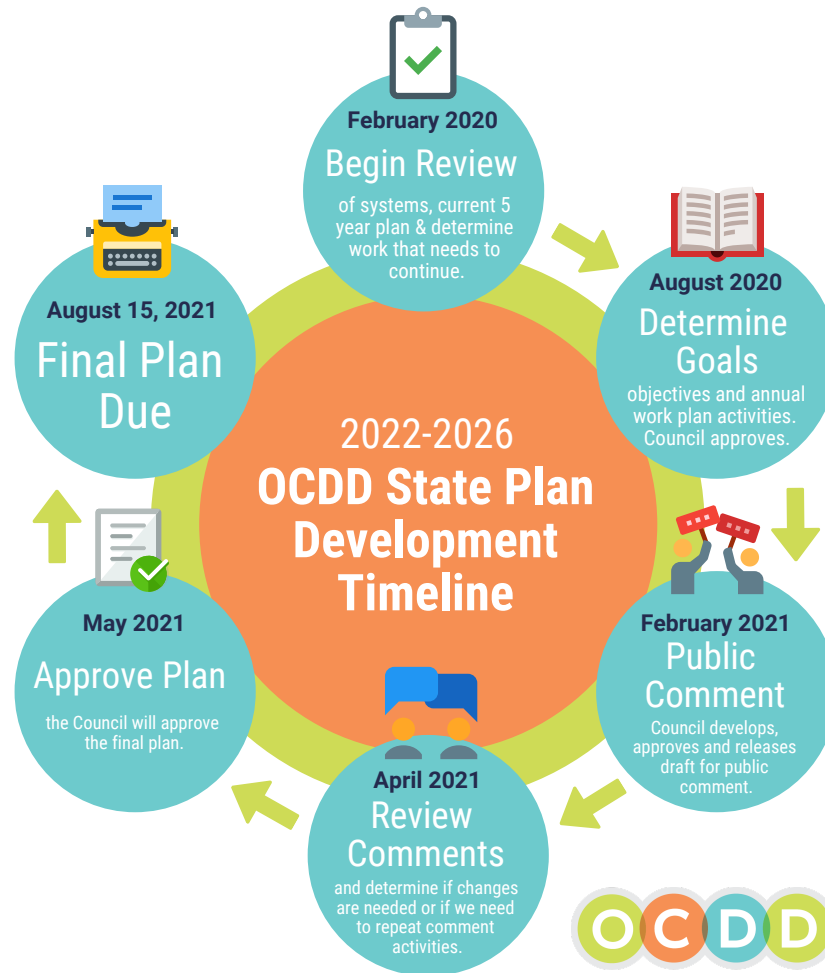 February 2020
Begin Review
of systems, current 5
year plan & determine
work that needs to
continue.
August 2020
Determine
Goals
objectives and annual
work plan activities.
Council approves.
February 2021
Public
Comment
Council develops,
approves and releases
draft for public
comment.
April 2021
Review
Comments
and determine if changes
are needed or if we need
to repeat comment
activities.
May 2021
Approve Plan
the Council will approve
the final plan.
August 15, 2021
Final Plan
Due
2022-2026
OCDD State Plan
Development
Timeline
OCDD